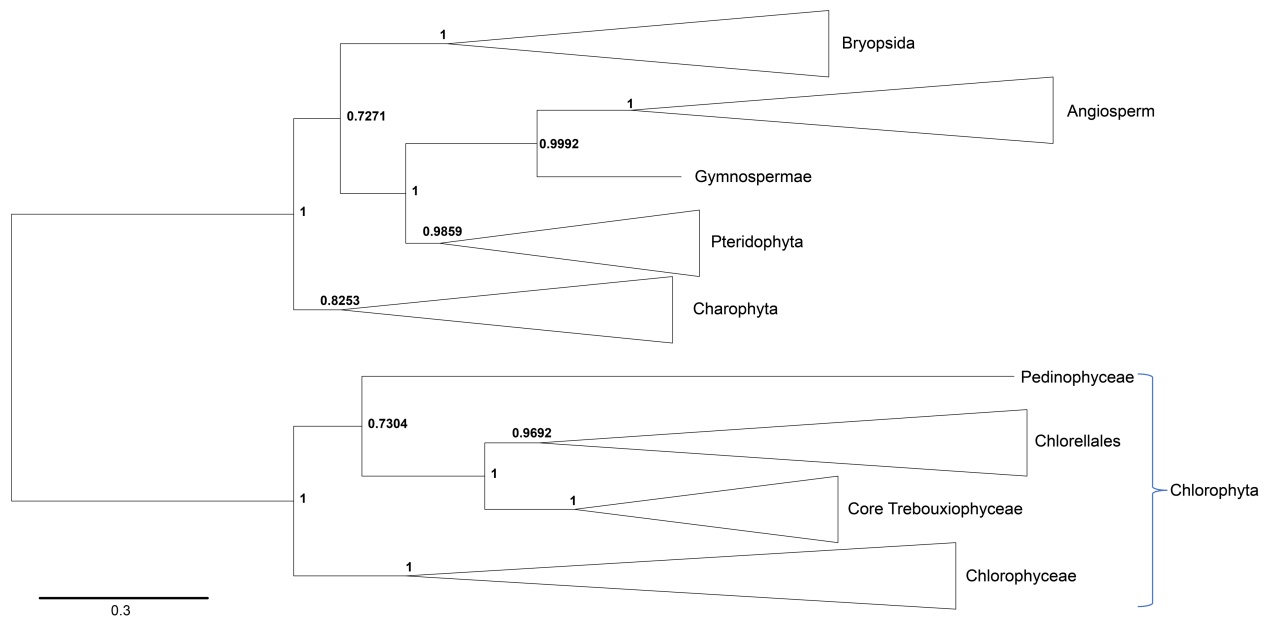 1
Bryopsida
1
Angiosperm
0.7271
0.9992
Gymnospermae
1
1
0.9859
Pteridophyta
0.8253
Charophyta
Pedinophyceae
0.7304
0.9692
Chlorellales
1
Chlorophyta
1
1
Core Trebouxiophyceae
1
Chlorophyceae
0.3